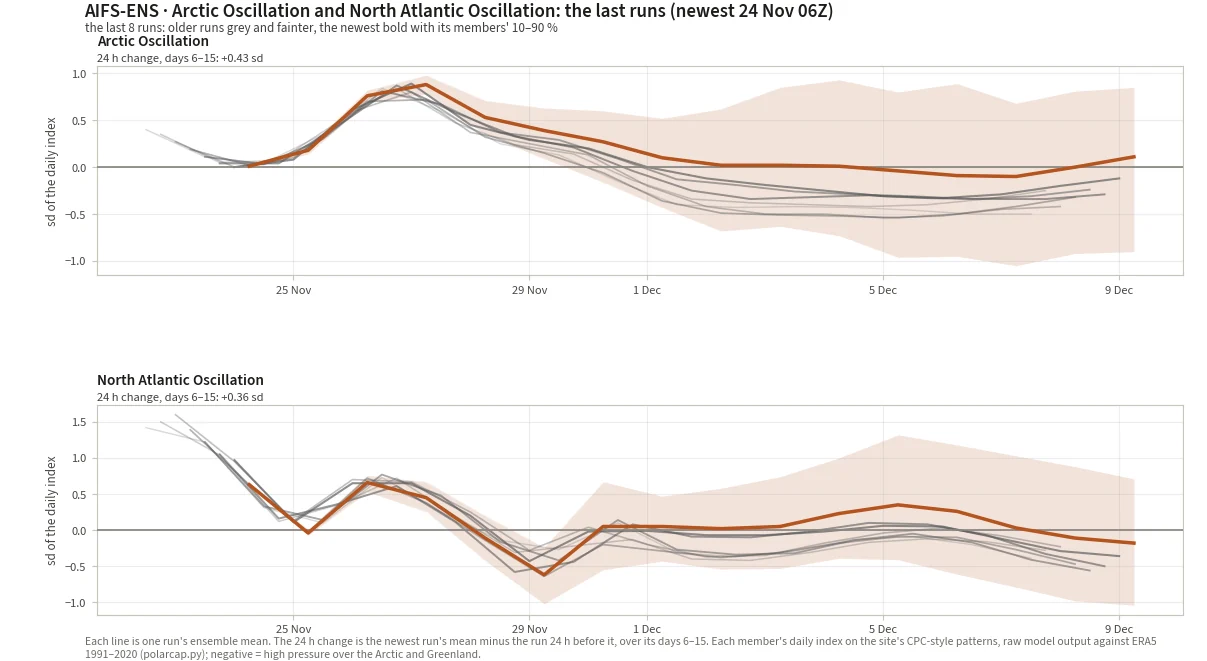 AIFS-ENS · Arctic Oscillation and North Atlantic Oscillation: the last runs (newest 24 Nov 06Z)
the last 8 runs: older runs grey and fainter, the newest bold with its members' 10–90 %
Arctic Oscillation
24 h change, days 6–15: +0.43 sd
1.0
0.5
0.0
−0.5
−1.0
sd of the daily index
25 Nov
29 Nov
1 Dec
5 Dec
9 Dec
North Atlantic Oscillation
24 h change, days 6–15: +0.36 sd
1.5
1.0
0.5
0.0
−0.5
−1.0
sd of the daily index
25 Nov
29 Nov
1 Dec
5 Dec
9 Dec
Each line is one run's ensemble mean. The 24 h change is the newest run's mean minus the run 24 h before it, over its days 6–15. Each member's daily index on the site's CPC-style patterns, raw model output against ERA5
1991–2020 (polarcap.py); negative = high pressure over the Arctic and Greenland.